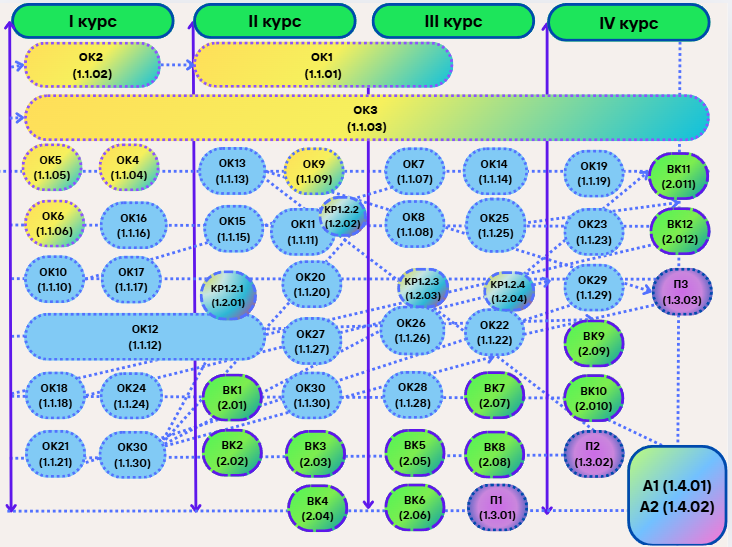 I курс
II курс
III курс
IV курс
ОК2
(1.1.02)
ОК1
(1.1.01)
ОК3
(1.1.03)
ОК5
(1.1.05)
ОК4
(1.1.04)
ОК13
(1.1.13)
ОК9
(1.1.09)
ОК7
(1.1.07)
ОК14
(1.1.14)
ОК19
(1.1.19)
ВК11
(2.011)
ОК6
(1.1.06)
ОК16
(1.1.16)
ОК15
(1.1.15)
ОК11
(1.1.11)
КР1.2.2
(1.2.02)
ОК8
(1.1.08)
ОК25
(1.1.25)
ОК23
(1.1.23)
ВК12
(2.012)
ОК10
(1.1.10)
ОК17
(1.1.17)
КР1.2.1
(1.2.01)
ОК20
(1.1.20)
КР1.2.3
(1.2.03)
КР1.2.4
(1.2.04)
ОК29
(1.1.29)
П3
(1.3.03)
ОК12
(1.1.12)
ОК27
(1.1.27)
ОК26
(1.1.26)
ОК22
(1.1.22)
ВК9
(2.09)
ОК18
(1.1.18)
ОК24
(1.1.24)
ВК1
(2.01)
ОК30
(1.1.30)
ОК28
(1.1.28)
ВК7
(2.07)
ВК10
(2.010)
ОК21
(1.1.21)
ОК30
(1.1.30)
ВК2
(2.02)
ВК3
(2.03)
ВК5
(2.05)
ВК8
(2.08)
П2
(1.3.02)
ВК4
(2.04)
ВК6
(2.06)
П1
(1.3.01)
А1 (1.4.01)
А2 (1.4.02)